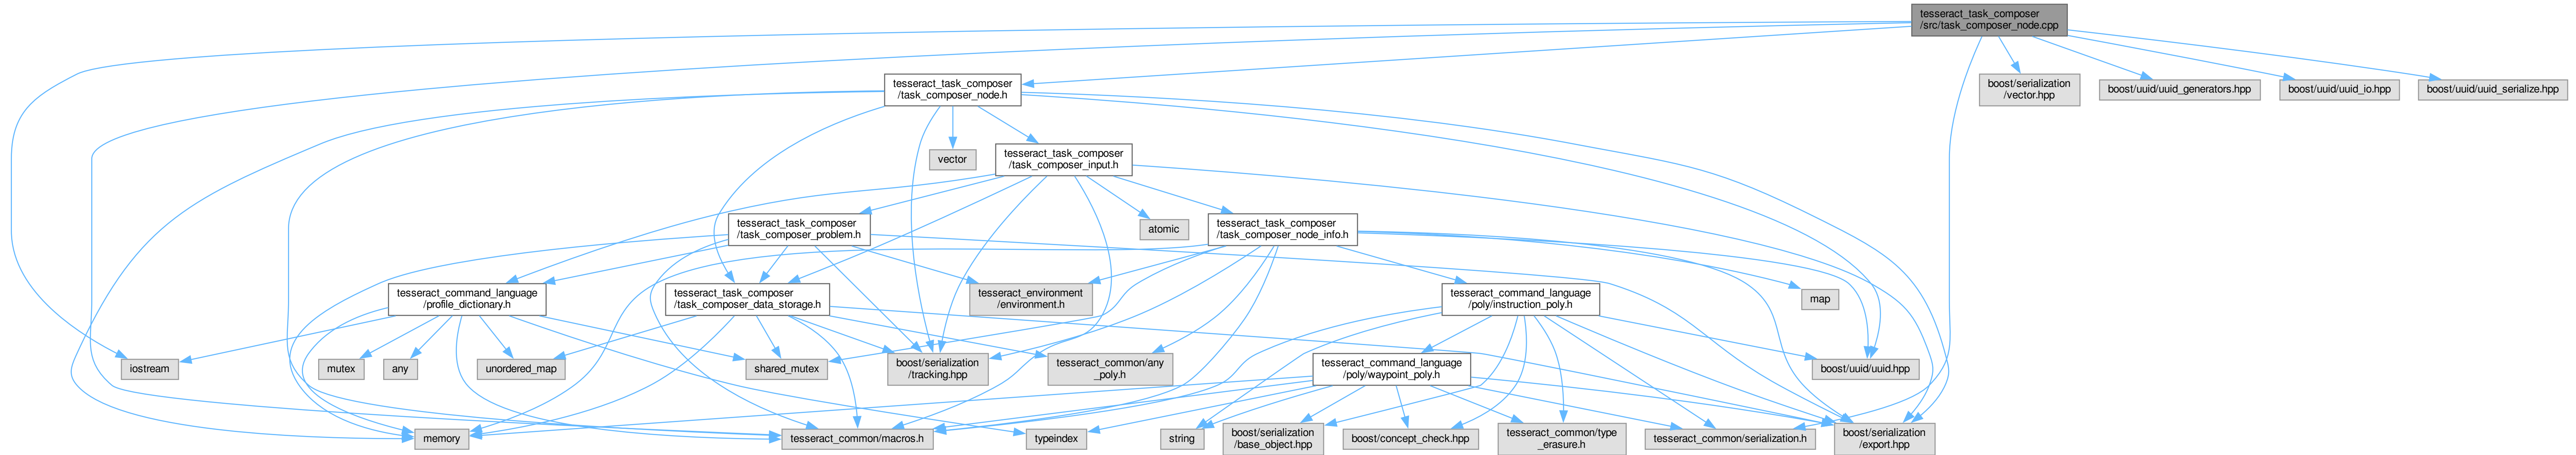 tesseract_task_composer
/src/task_composer_node.cpp
tesseract_task_composer
/task_composer_node.h
boost/serialization
/vector.hpp
boost/uuid/uuid_generators.hpp
boost/uuid/uuid_io.hpp
boost/uuid/uuid_serialize.hpp
vector
tesseract_task_composer
/task_composer_input.h
tesseract_task_composer
/task_composer_problem.h
atomic
tesseract_task_composer
/task_composer_node_info.h
tesseract_command_language
/profile_dictionary.h
tesseract_task_composer
/task_composer_data_storage.h
tesseract_environment
/environment.h
tesseract_command_language
/poly/instruction_poly.h
map
iostream
mutex
any
unordered_map
shared_mutex
boost/serialization
/tracking.hpp
tesseract_common/any
_poly.h
tesseract_command_language
/poly/waypoint_poly.h
boost/uuid/uuid.hpp
memory
tesseract_common/macros.h
typeindex
string
boost/serialization
/base_object.hpp
boost/concept_check.hpp
tesseract_common/type
_erasure.h
tesseract_common/serialization.h
boost/serialization
/export.hpp